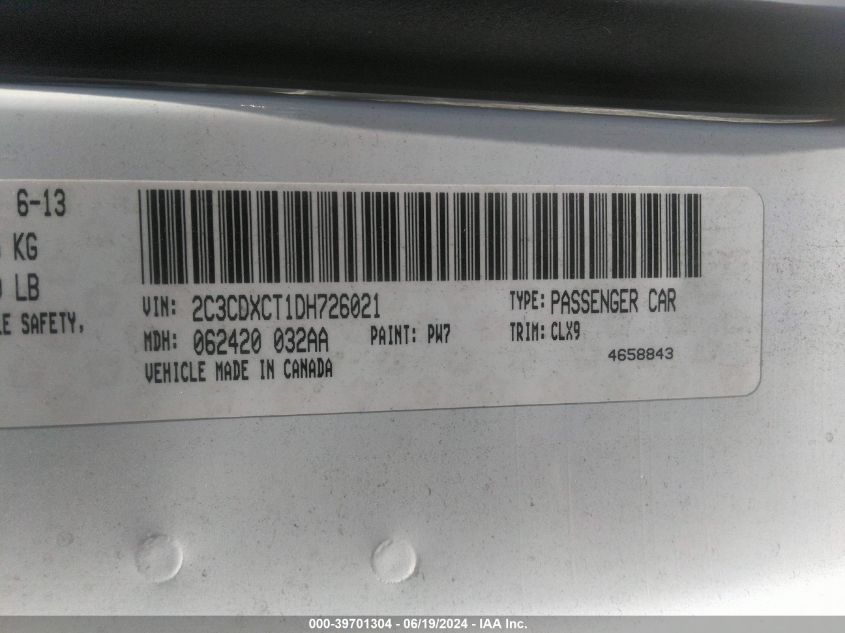 6-13
KG
LB
SAFETY,
VIN: 2C3CDXCT1DH726021 TYPE: PASSENGER CAR
MDH: 062420 032AA PAINT: PW7 TRIM: CLX9
VEHICLE MADE IN CANADA 4658843
000-39701304 - 06/19/2024 - IAA Inc.